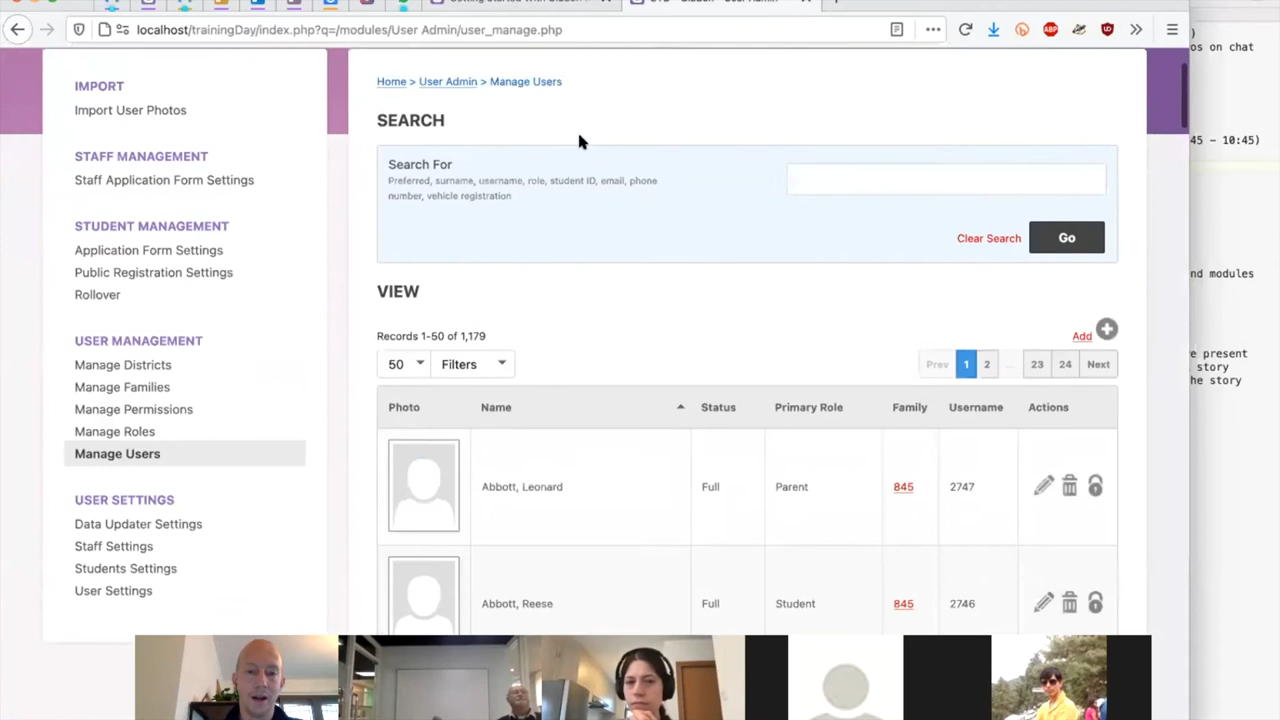 localhost/trainingDay/index.php?q=/modules/User Admin/user_manage.php
ABP
os on chat
IMPORT
Import User Photos
STAFF MANAGEMENT
Staff Application Form Settings
STUDENT MANAGEMENT
Application Form Settings
Public Registration Settings
Rollover
USER MANAGEMENT
Manage Districts
Manage Families
Manage Permissions
Manage Roles
Manage Users
USER SETTINGS
Data Updater Settings
Staff Settings
Students Settings
User Settings
Home > User Admin > Manage Users
SEARCH
Search For
Preferred, surname, username, role, student ID, email, phone
number, vehicle registration
Clear Search Go
VIEW
Records 1-50 of 1,179
Add
50 Filters
Prev 1 2 ... 23 24 Next
Photo Name Status Primary Role Family Username Actions
Abbott, Leonard Full Parent 845 2747
Abbott, Reese Full Student 845 2746
45 - 10:45)
nd modules
e present
story
he story